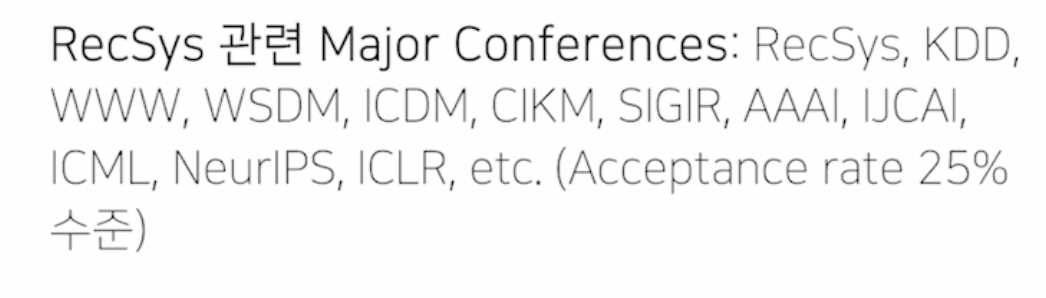 RecSys 관련 Major Conferences: RecSys, KDD,
WWW, WSDM, ICDM, CIKM, SIGIR, AAAI, IJCAI,
ICML, NeurIPS, ICLR, etc. (Acceptance rate 25%
수준)